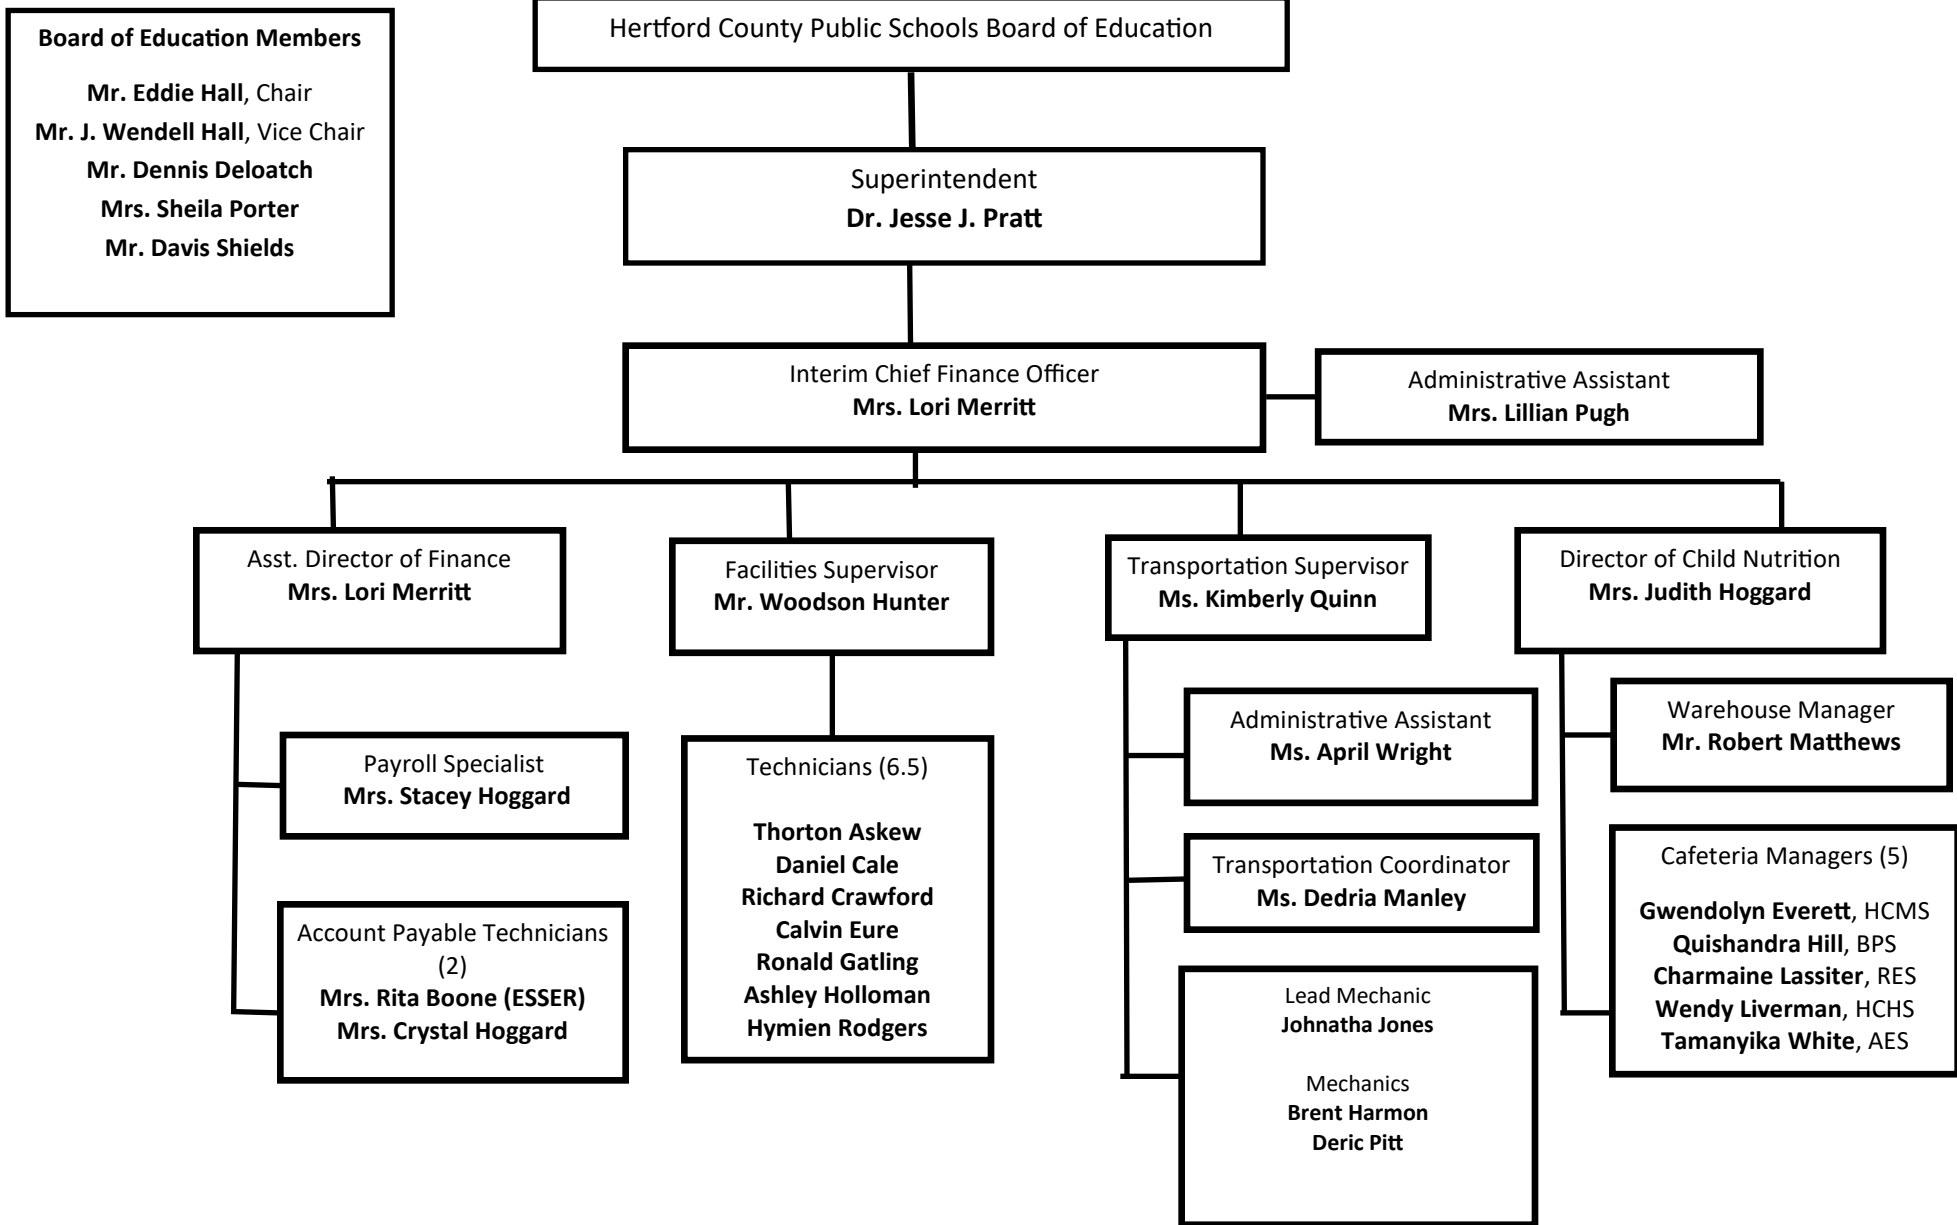 Board of Education Members
Mr. Eddie Hall, Chair
Mr. J. Wendell Hall, Vice Chair
Mr. Dennis Deloatch
Mrs. Sheila Porter
Mr. Davis Shields
Hertford County Public Schools Board of Education
Superintendent
Dr. Jesse J. Pratt
Interim Chief Finance Officer
Mrs. Lori Merritt
Administrative Assistant
Mrs. Lillian Pugh
Asst. Director of Finance
Mrs. Lori Merritt
Payroll Specialist
Mrs. Stacey Hoggard
Account Payable Technicians
(2)
Mrs. Rita Boone (ESSER)
Mrs. Crystal Hoggard
Facilities Supervisor
Mr. Woodson Hunter
Technicians (6.5)
Thorton Askew
Daniel Cale
Richard Crawford
Calvin Eure
Ronald Gatling
Ashley Holloman
Hymien Rodgers
Transportation Supervisor
Ms. Kimberly Quinn
Administrative Assistant
Ms. April Wright
Transportation Coordinator
Ms. Dedria Manley
Lead Mechanic
Johnatha Jones
Mechanics
Brent Harmon
Deric Pitt
Director of Child Nutrition
Mrs. Judith Hoggard
Warehouse Manager
Mr. Robert Matthews
Cafeteria Managers (5)
Gwendolyn Everett, HCMS
Quishandra Hill, BPS
Charmaine Lassiter, RES
Wendy Liverman, HCHS
Tamanyika White, AES